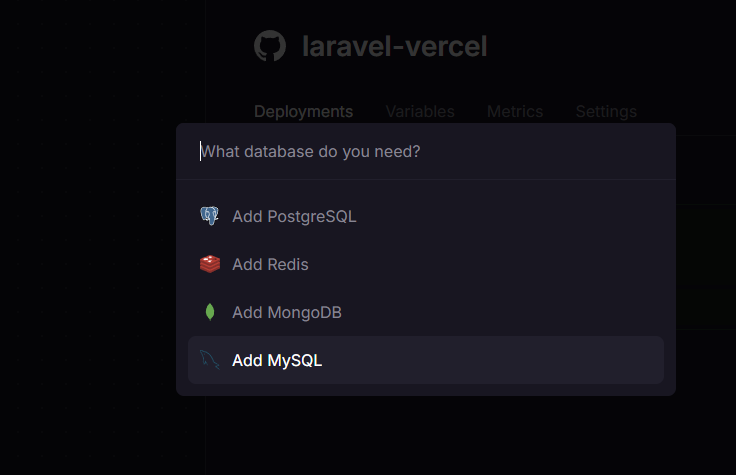 laravel-vercel
Deployments Variables Metrics Settings
What database do you need?
Add PostgreSQL
Add Redis
Add MongoDB
Add MySQL